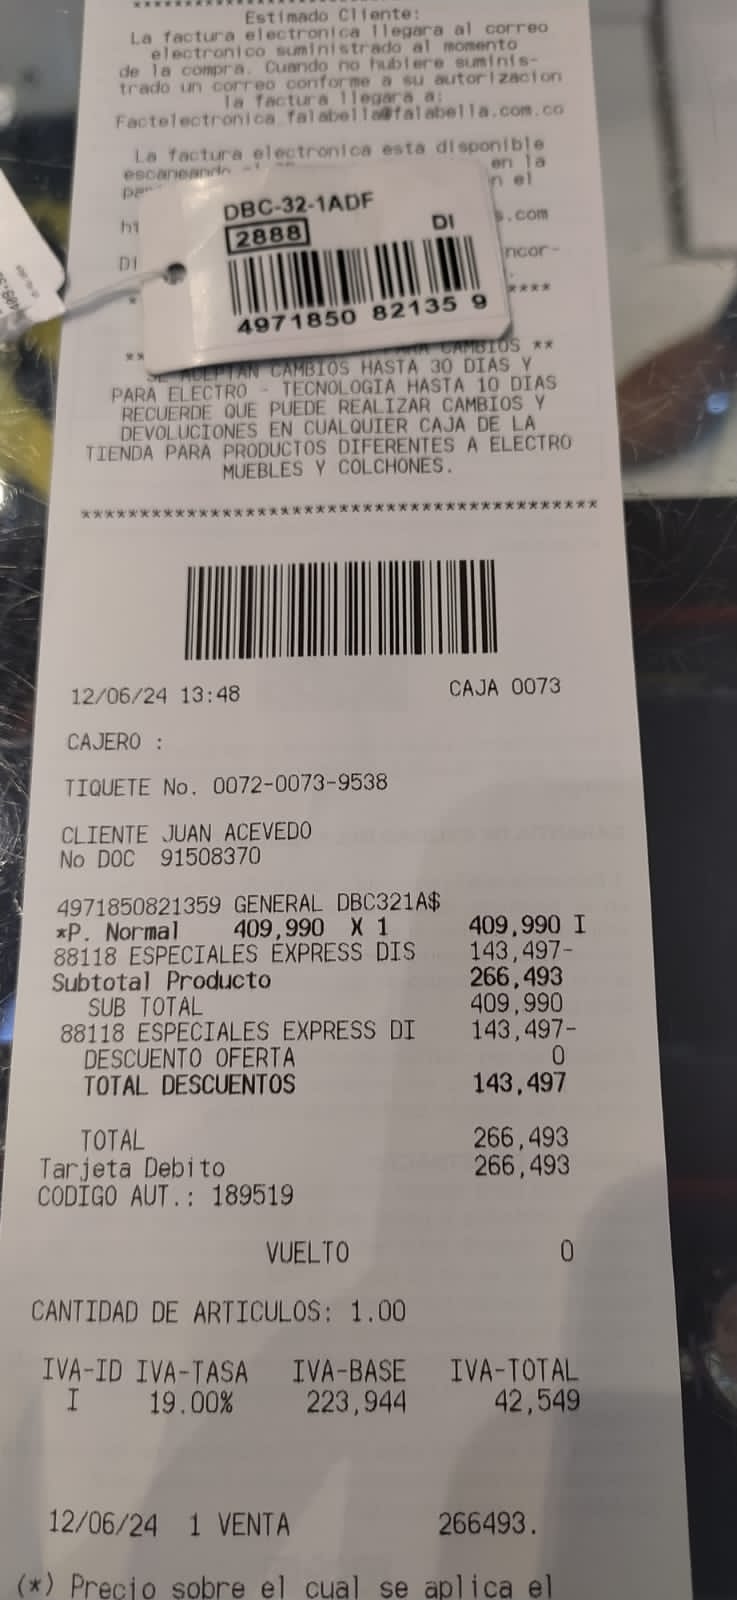 Estimado Cliente:
La factura electronica llegara al correo
electronico suministrado al momento
de la compra. Cuando no hubiere suminis-
trado un correo conforme a su autorizacion
la factura llegara a:
Factelectronica_falabella@falabella.com.co
La factura electronica esta disponible
escaneando en la
n el
s.com
ncor-
****
DBC-32-1ADF
2888 DI
4971850 82135 9
** CAMBIOS **
SE ACEPTAN CAMBIOS HASTA 30 DIAS Y
PARA ELECTRO - TECNOLOGIA HASTA 10 DIAS
RECUERDE QUE PUEDE REALIZAR CAMBIOS Y
DEVOLUCIONES EN CUALQUIER CAJA DE LA
TIENDA PARA PRODUCTOS DIFERENTES A ELECTRO
MUEBLES Y COLCHONES.
********************************************
12/06/24 13:48 CAJA 0073
CAJERO :
TIQUETE No. 0072-0073-9538
CLIENTE JUAN ACEVEDO
No DOC 91508370
4971850821359 GENERAL DBC321A$
*P. Normal 409,990 X 1 409,990 I
88118 ESPECIALES EXPRESS DIS 143,497-
Subtotal Producto 266,493
SUB TOTAL 409,990
88118 ESPECIALES EXPRESS DI 143,497-
DESCUENTO OFERTA 0
TOTAL DESCUENTOS 143,497
TOTAL 266,493
Tarjeta Debito 266,493
CODIGO AUT.: 189519
VUELTO 0
CANTIDAD DE ARTICULOS: 1.00
IVA-ID IVA-TASA IVA-BASE IVA-TOTAL
I 19.00% 223,944 42,549
12/06/24 1 VENTA 266493.
(*) Precio sobre el cual se aplica el